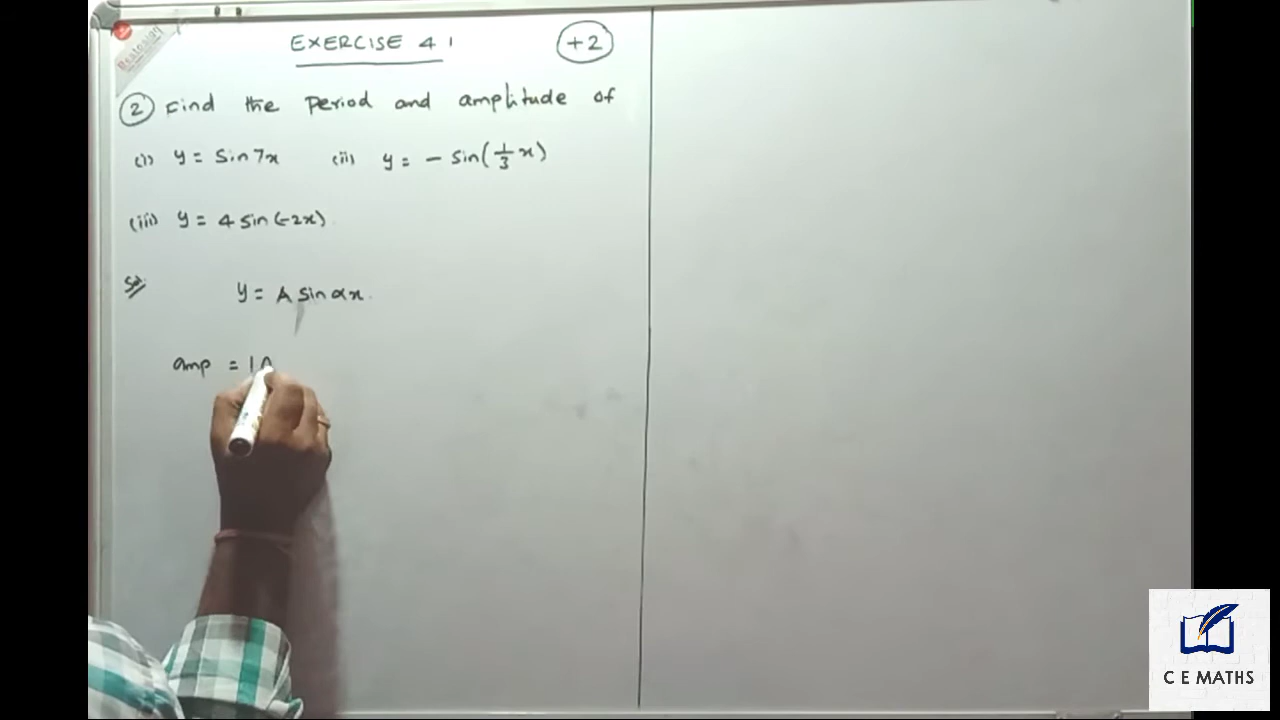 EXERCISE 4 1 +2
2 Find the period and amplitude of
(i) y = sin 7x (ii) y = - sin(1/3 x)
(iii) y = 4 sin(-2x)
Sol: y = A sin αx.
amp = |A
C E MATHS